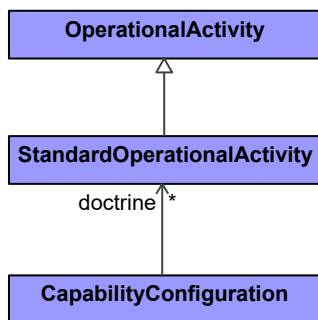 OperationalActivity
StandardOperationalActivity
doctrine *
CapabilityConfiguration